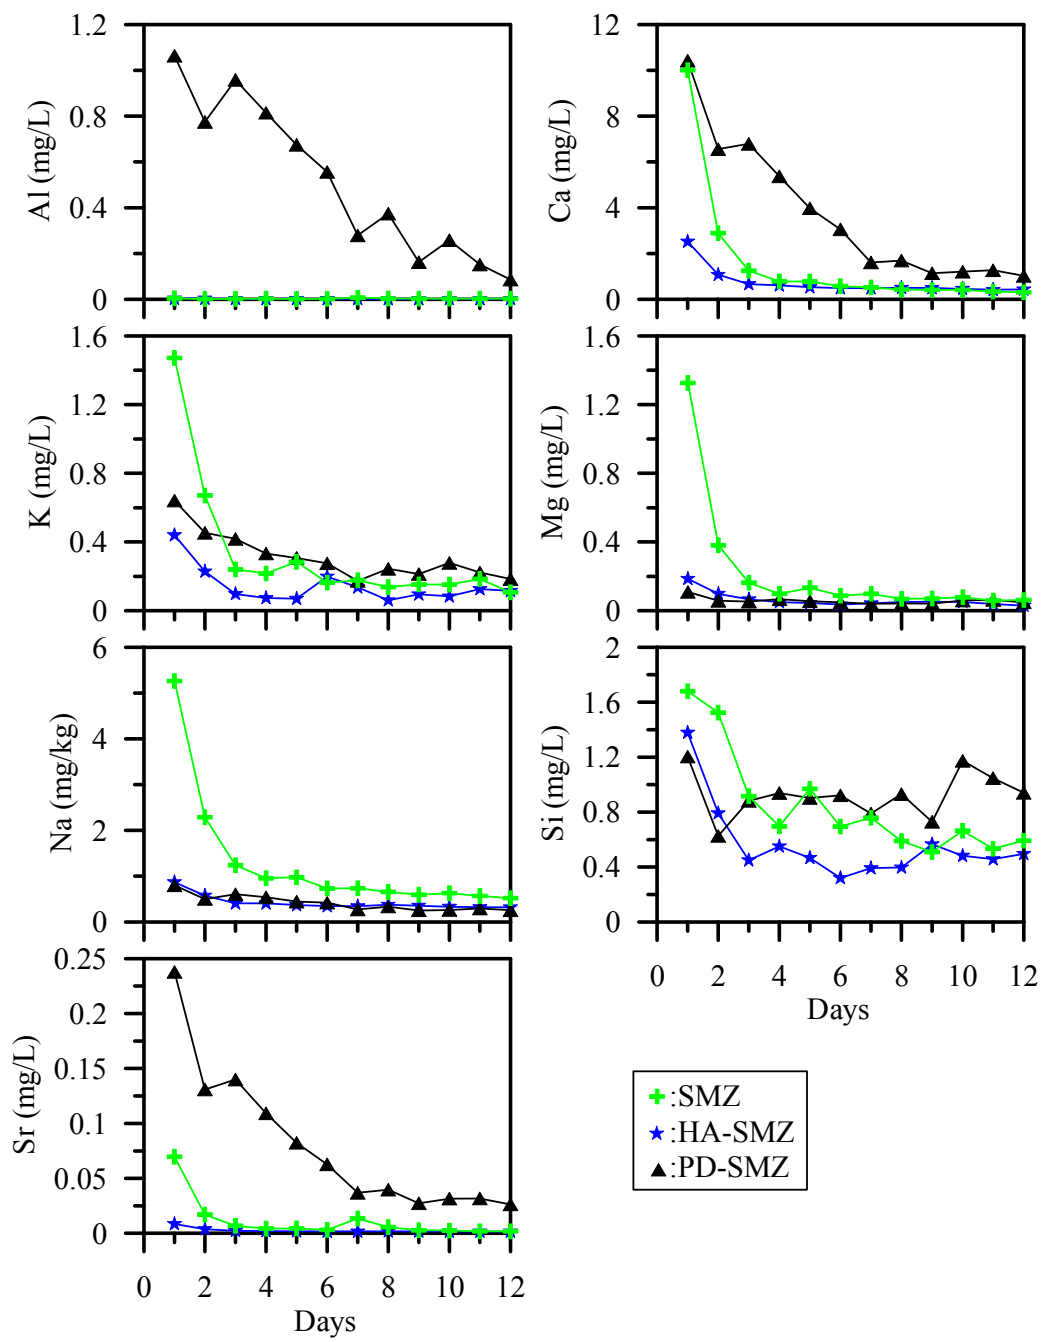 1.2
0.8
0.4
0
Al (mg/L)
12
8
4
0
Ca (mg/L)
1.6
1.2
0.8
0.4
0
K (mg/L)
1.6
1.2
0.8
0.4
0
Mg (mg/L)
6
4
2
0
Na (mg/kg)
2
1.6
1.2
0.8
0.4
0
Si (mg/L)
0 2 4 6 8 10 12
Days
0.25
0.2
0.15
0.1
0.05
0
Sr (mg/L)
0 2 4 6 8 10 12
Days
:SMZ
:HA-SMZ
:PD-SMZ